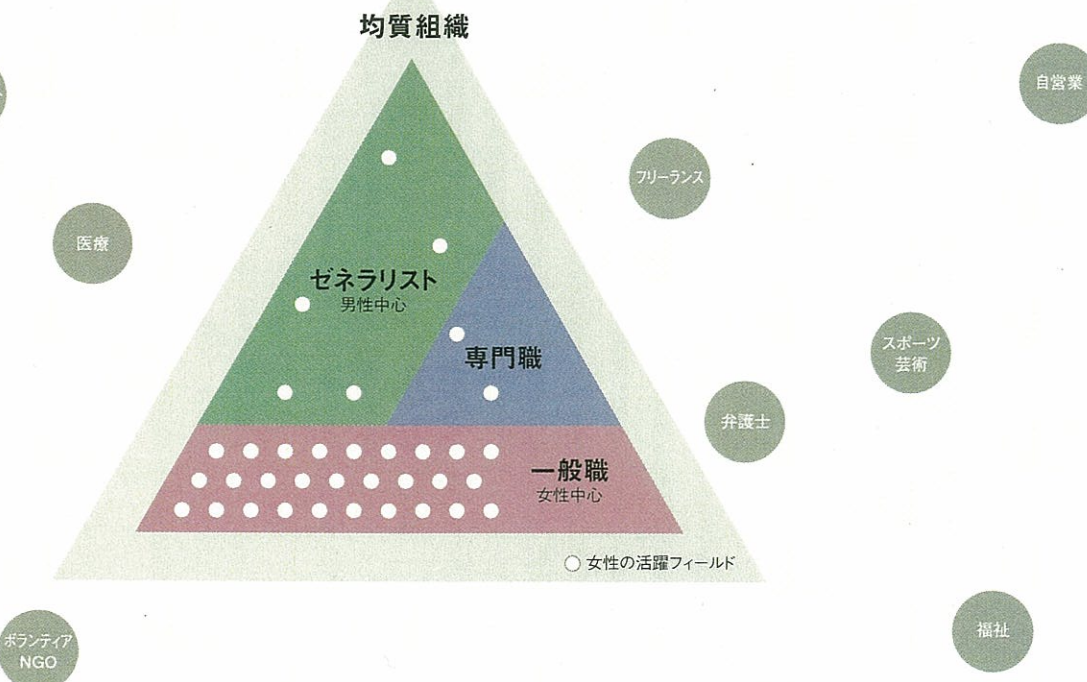 均質組織
自営業
フリーランス
医療
ゼネラリスト
男性中心
スポーツ
芸術
専門職
弁護士
一般職
女性中心
女性の活躍フィールド
ボランティア
NGO
福祉